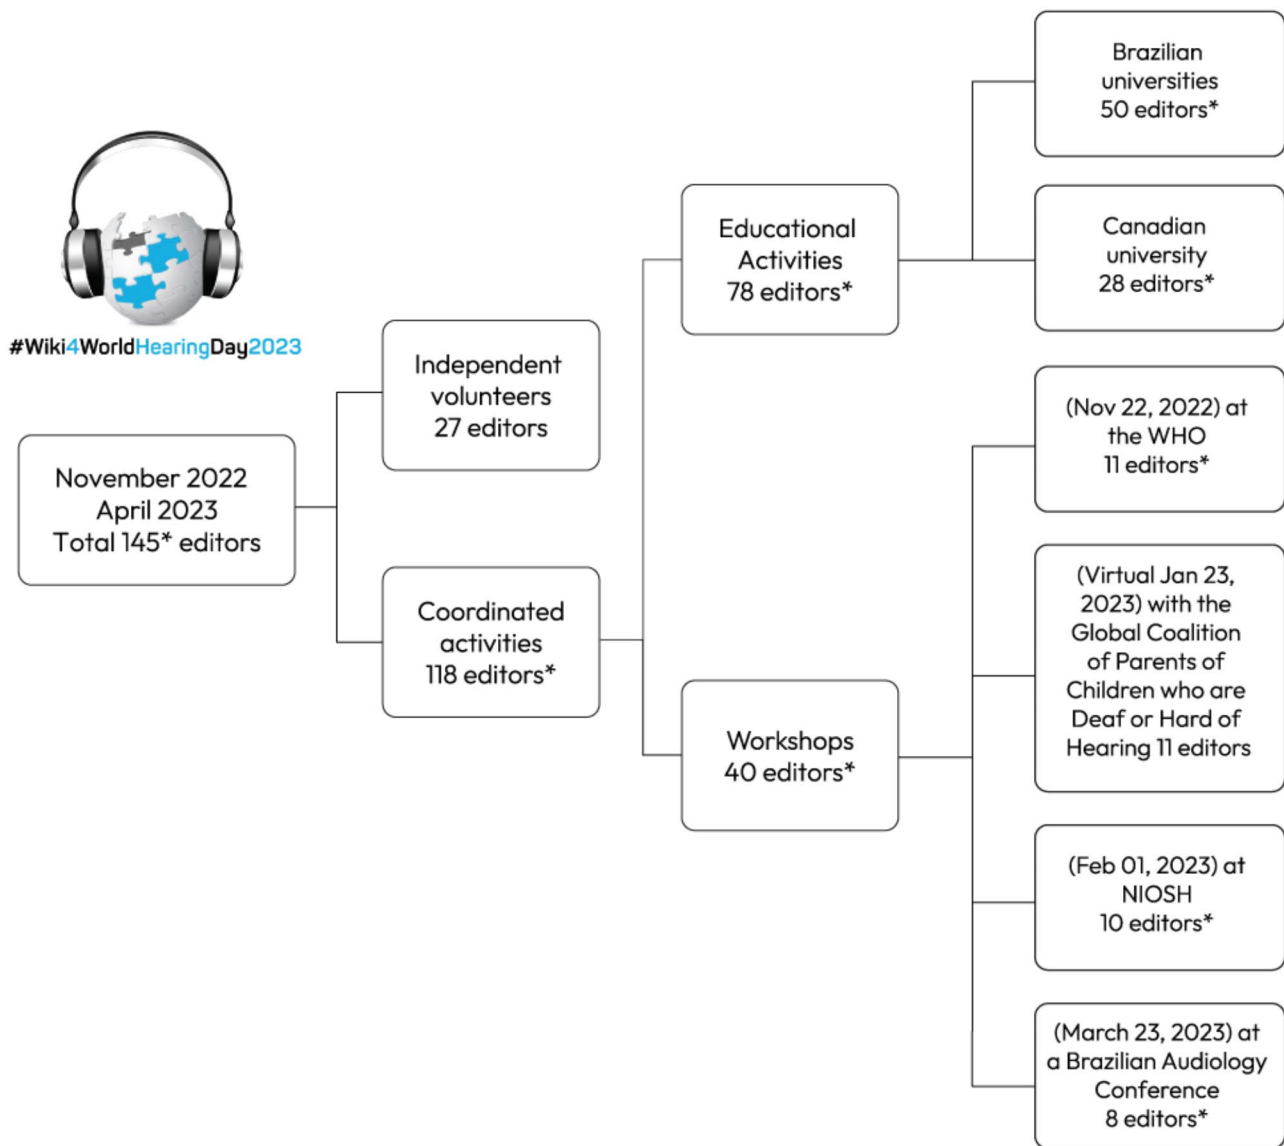 #Wiki4WorldHearingDay2023
November 2022
April 2023
Total 145* editors
Independent
volunteers
27 editors
Coordinated
activities
118 editors*
Educational
Activities
78 editors*
Workshops
40 editors*
Brazilian
universities
50 editors*
Canadian
university
28 editors*
(Nov 22, 2022) at
the WHO
11 editors*
(Virtual Jan 23,
2023) with the
Global Coalition
of Parents of
Children who are
Deaf or Hard of
Hearing 11 editors
(Feb 01, 2023) at
NIOSH
10 editors*
(March 23, 2023) at
a Brazilian Audiology
Conference
8 editors*